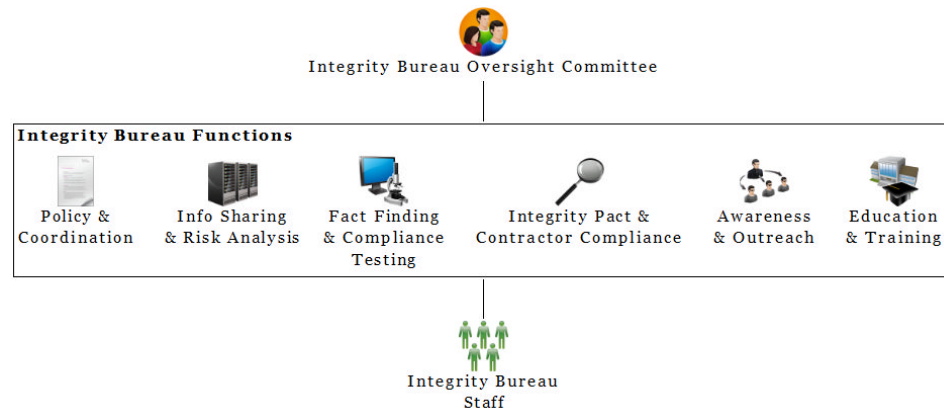 Integrity Bureau Oversight Committee
Integrity Bureau Functions
Policy &
Coordination
Info Sharing
& Risk Analysis
Fact Finding
& Compliance
Testing
Integrity Pact &
Contractor Compliance
Awareness
& Outreach
Education
& Training
Integrity Bureau
Staff